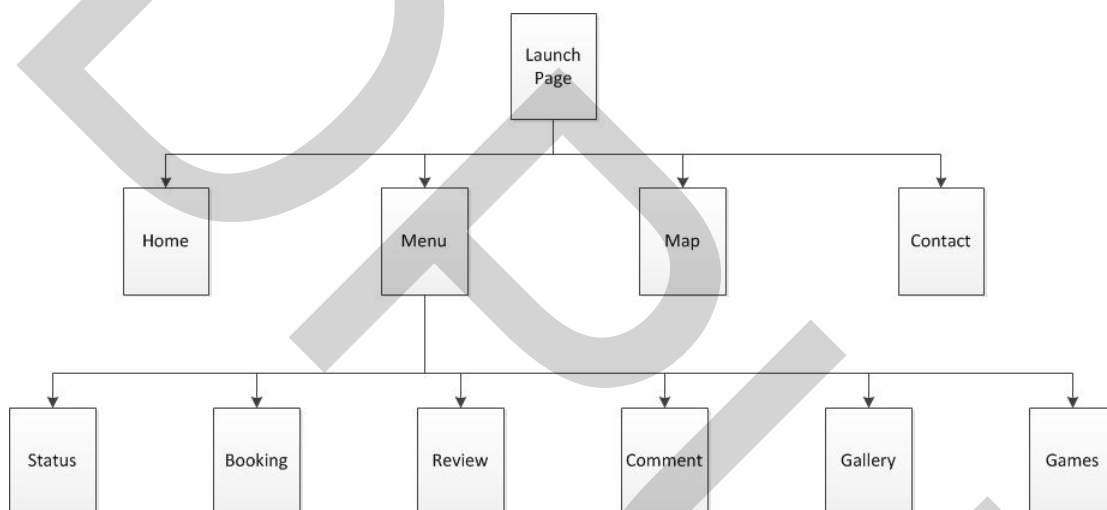 Launch
Page
Home
Menu
Map
Contact
Status
Booking
Review
Comment
Gallery
Games